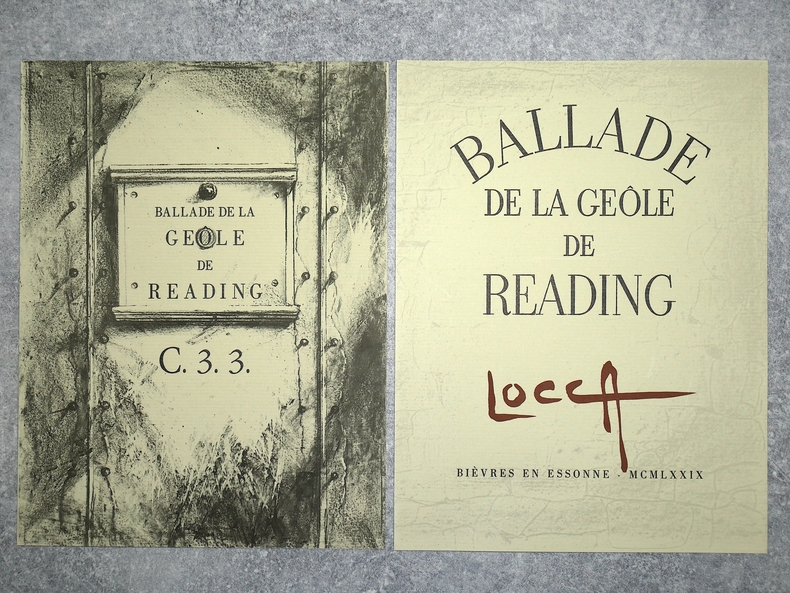 BALLADE DE LA
GEÔLE
DE
READING
C. 3. 3.
BALLADE
DE LA GEÔLE
DE
READING
LOCCA
BIÈVRES EN ESSONNE · MCMLXXIX